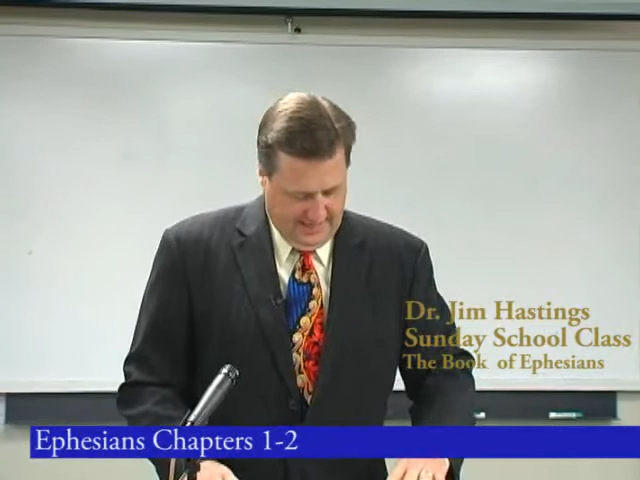 Dr. Jim Hastings
Sunday School Class
The Book of Ephesians
Ephesians Chapters 1-2